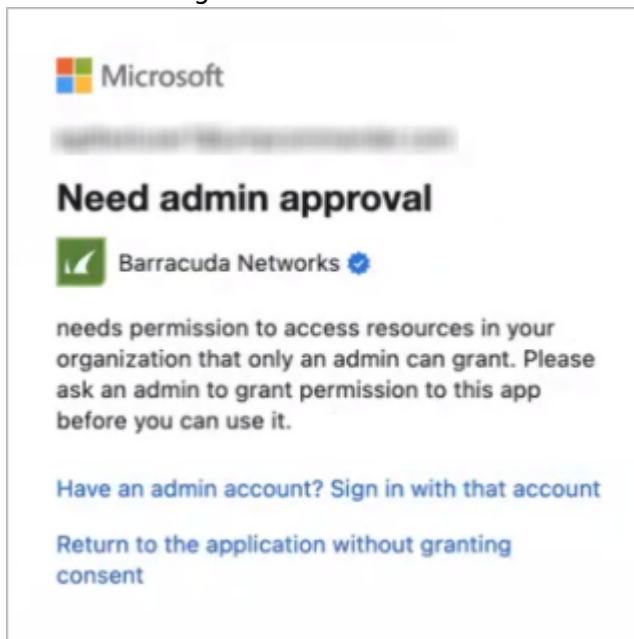 Microsoft
Need admin approval
Barracuda Networks
needs permission to access resources in your
organization that only an admin can grant. Please
ask an admin to grant permission to this app
before you can use it.
Have an admin account? Sign in with that account
Return to the application without granting
consent